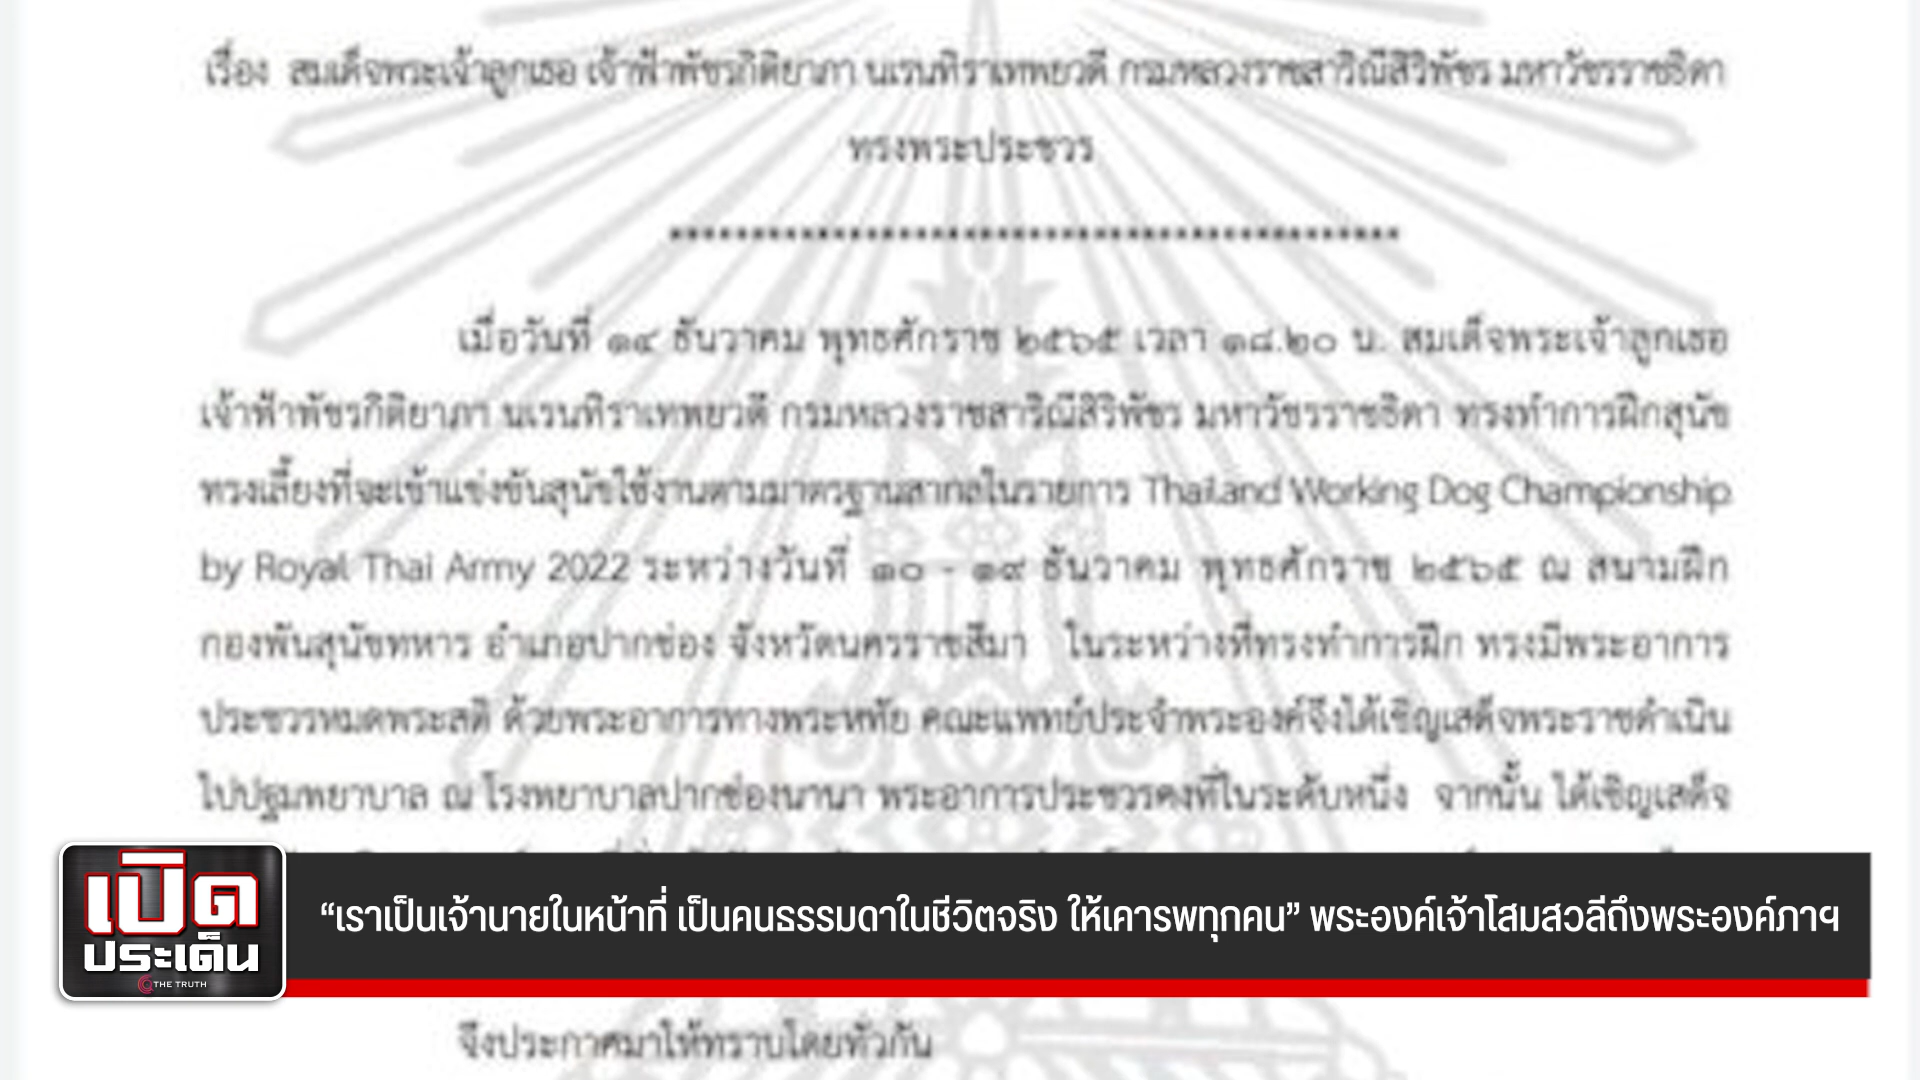 เรื่อง สมเด็จพระเจ้าลูกเธอ เจ้าฟ้าพัชรกิติยาภา นเรนทิราเทพยวดี กรมหลวงราชสาริณีสิริพัชร มหาวัชรราชธิดา
ทรงพระประชวร
********************************************
เมื่อวันที่ ๑๔ ธันวาคม พุทธศักราช ๒๕๖๕ เวลา ๑๘.๒๐ น. สมเด็จพระเจ้าลูกเธอ
เจ้าฟ้าพัชรกิติยาภา นเรนทิราเทพยวดี กรมหลวงราชสาริณีสิริพัชร มหาวัชรราชธิดา ทรงทำการฝึกสุนัข
ทรงเลี้ยงที่จะเข้าแข่งขันสุนัขใช้งานตามมาตรฐานสากลในรายการ Thailand Working Dog Championship
by Royal Thai Army 2022 ระหว่างวันที่ ๑๐ - ๑๙ ธันวาคม พุทธศักราช ๒๕๖๕ ณ สนามฝึก
กองพันสุนัขทหาร อำเภอปากช่อง จังหวัดนครราชสีมา ในระหว่างที่ทรงทำการฝึก ทรงมีพระอาการ
ประชวรหมดพระสติ ด้วยพระอาการทางพระหทัย คณะแพทย์ประจำพระองค์จึงได้เชิญเสด็จพระราชดำเนิน
ไปปฐมพยาบาล ณ โรงพยาบาลปากช่องนานา พระอาการประชวรคงที่ในระดับหนึ่ง จากนั้น ได้เชิญเสด็จ
เปิด
ประเด็น
THE TRUTH
“เราเป็นเจ้านายในหน้าที่ เป็นคนธรรมดาในชีวิตจริง ให้เคารพทุกคน” พระองค์เจ้าโสมสวลีถึงพระองค์ภาฯ
จึงประกาศมาให้ทราบโดยทั่วกัน